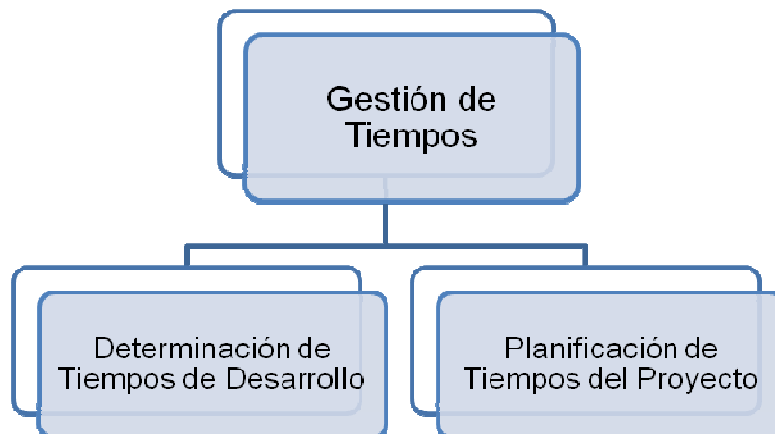 Gestión de
Tiempos
Determinación de
Tiempos de Desarrollo
Planificación de
Tiempos del Proyecto